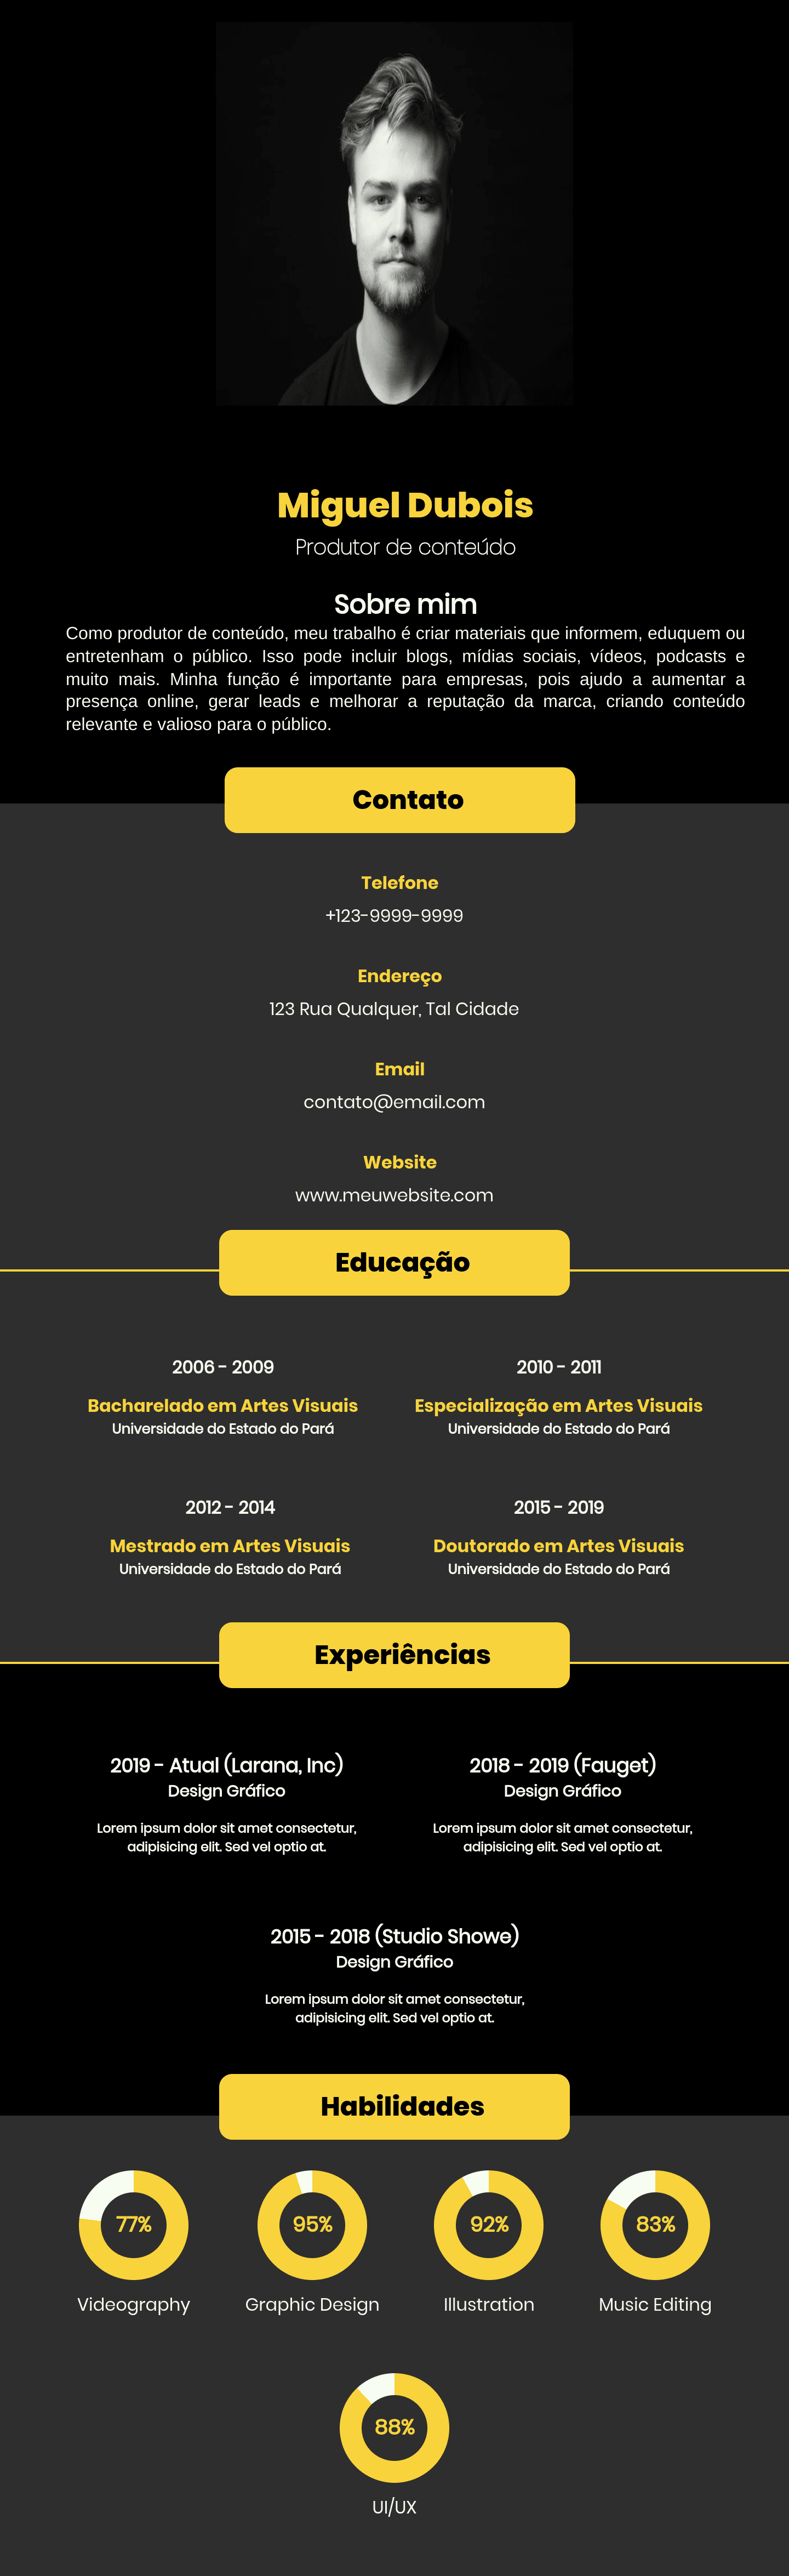 Miguel Dubois
Produtor de conteúdo
Sobre mim
Como produtor de conteúdo, meu trabalho é criar materiais que informem, eduquem ou
entretenham o público. Isso pode incluir blogs, mídias sociais, vídeos, podcasts e
muito mais. Minha função é importante para empresas, pois ajudo a aumentar a
presença online, gerar leads e melhorar a reputação da marca, criando conteúdo
relevante e valioso para o público.
Contato
Telefone
+123-9999-9999
Endereço
123 Rua Qualquer, Tal Cidade
Email
contato@email.com
Website
www.meuwebsite.com
Educação
2006 - 2009
Bacharelado em Artes Visuais
Universidade do Estado do Pará
2010 - 2011
Especialização em Artes Visuais
Universidade do Estado do Pará
2012 - 2014
Mestrado em Artes Visuais
Universidade do Estado do Pará
2015 - 2019
Doutorado em Artes Visuais
Universidade do Estado do Pará
Experiências
2019 - Atual (Larana, Inc)
Design Gráfico
Lorem ipsum dolor sit amet consectetur,
adipisicing elit. Sed vel optio at.
2018 - 2019 (Fauget)
Design Gráfico
Lorem ipsum dolor sit amet consectetur,
adipisicing elit. Sed vel optio at.
2015 - 2018 (Studio Showe)
Design Gráfico
Lorem ipsum dolor sit amet consectetur,
adipisicing elit. Sed vel optio at.
Habilidades
77%
Videography
95%
Graphic Design
92%
Illustration
83%
Music Editing
88%
UI/UX